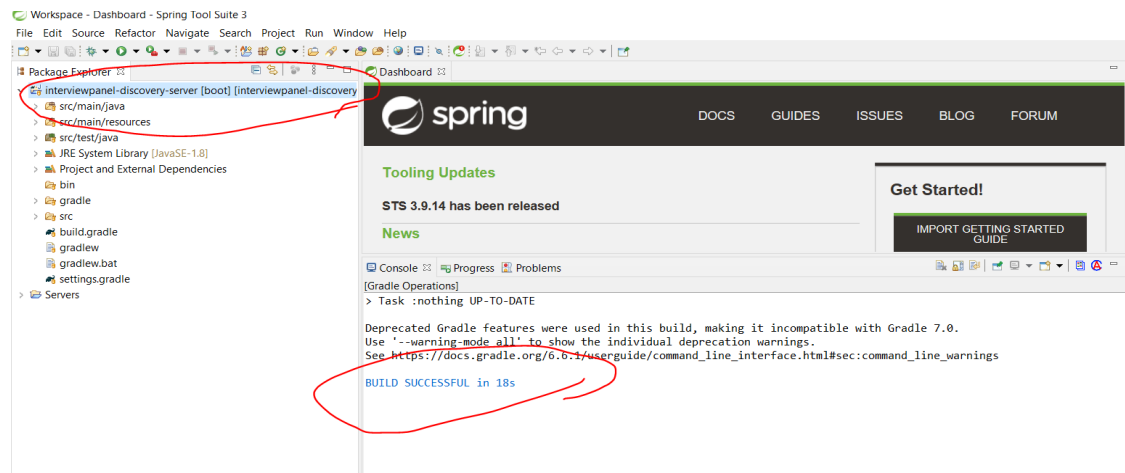 Workspace - Dashboard - Spring Tool Suite 3
File Edit Source Refactor Navigate Search Project Run Window Help
Package Explorer
interviewpanel-discovery-server [boot] [interviewpanel-discovery
src/main/java
src/main/resources
src/test/java
JRE System Library [JavaSE-1.8]
Project and External Dependencies
bin
gradle
src
build.gradle
gradlew
gradlew.bat
settings.gradle
Servers
Dashboard
spring
DOCS GUIDES ISSUES BLOG FORUM
Tooling Updates
STS 3.9.14 has been released
News
Get Started!
IMPORT GETTING STARTED
GUIDE
Console Progress Problems
[Gradle Operations]
> Task :nothing UP-TO-DATE
Deprecated Gradle features were used in this build, making it incompatible with Gradle 7.0.
Use '--warning-mode all' to show the individual deprecation warnings.
See https://docs.gradle.org/6.6.1/userguide/command_line_interface.html#sec:command_line_warnings
BUILD SUCCESSFUL in 18s